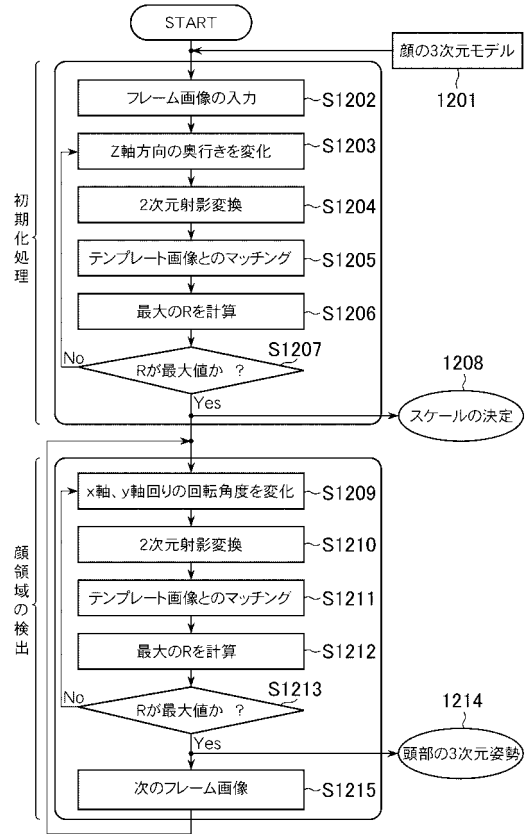 START
顔の3次元モデル
1201
初期化処理
フレーム画像の入力
S1202
Z軸方向の奥行きを変化
S1203
2次元射影変換
S1204
テンプレート画像とのマッチング
S1205
最大のRを計算
S1206
Rが最大値か ?
S1207
No
Yes
1208
スケールの決定
顔領域の検出
x軸、y軸回りの回転角度を変化
S1209
2次元射影変換
S1210
テンプレート画像とのマッチング
S1211
最大のRを計算
S1212
Rが最大値か ?
S1213
No
Yes
1214
頭部の3次元姿勢
次のフレーム画像
S1215